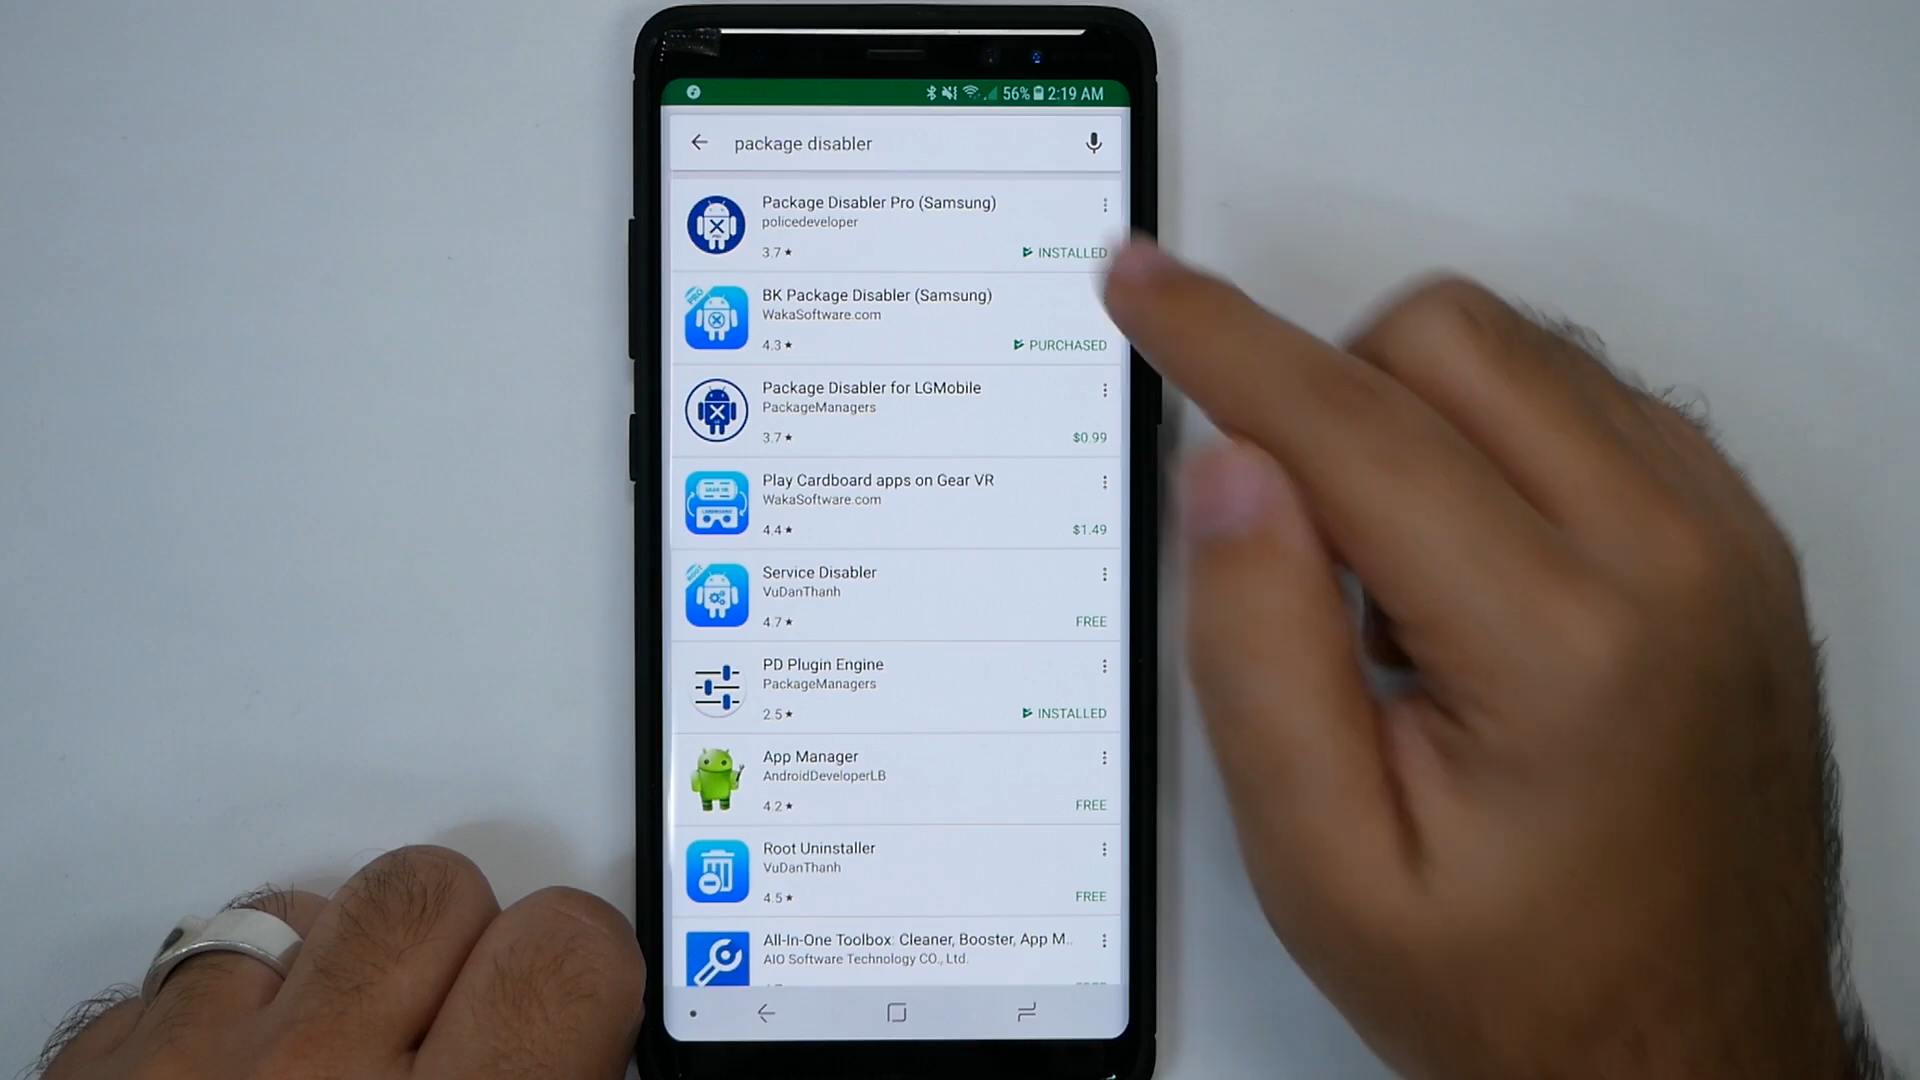 56% 2:19 AM
package disabler
Package Disabler Pro (Samsung)
policedeveloper
3.7★ INSTALLED
BK Package Disabler (Samsung)
WakaSoftware.com
4.3★ PURCHASED
Package Disabler for LGMobile
PackageManagers
3.7★ $0.99
Play Cardboard apps on Gear VR
WakaSoftware.com
4.4★ $1.49
Service Disabler
VuDanThanh
4.7★ FREE
PD Plugin Engine
PackageManagers
2.5★ INSTALLED
App Manager
AndroidDeveloperLB
4.2★ FREE
Root Uninstaller
VuDanThanh
4.5★ FREE
All-In-One Toolbox: Cleaner, Booster, App M..
AIO Software Technology CO., Ltd.